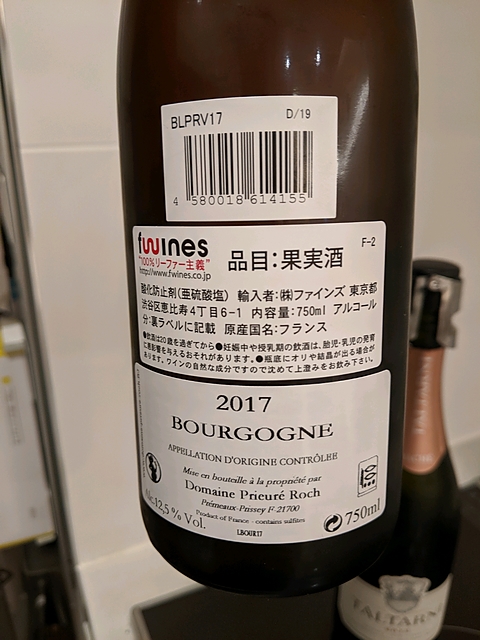 BLPRV17 D/19
4 580018 614155
fwines
"100%リーファー主義"
http://www.fwines.co.jp
品目:果実酒
F-2
酸化防止剤(亜硫酸塩) 輸入者:㈱ファインズ 東京都
渋谷区恵比寿4丁目6-1 内容量:750ml アルコール
分:裏ラベルに記載 原産国名:フランス
●飲酒は20歳を過ぎてから●妊娠中や授乳期の飲酒は、胎児・乳児の発育
に悪影響を与えるおそれがあります。●瓶底にオリや結晶が出る場合が
あります。ワインの自然な成分ですので沈めて上澄みをお飲み下さい。
2017
BOURGOGNE
APPELLATION D'ORIGINE CONTRÔLÉE
Mise en bouteille à la propriété par
Domaine Prieuré Roch
Prémeaux-Prissey F-21700
Alc.12,5 % Vol.
Product of France - contains sulfites
750ml
LBOUR17